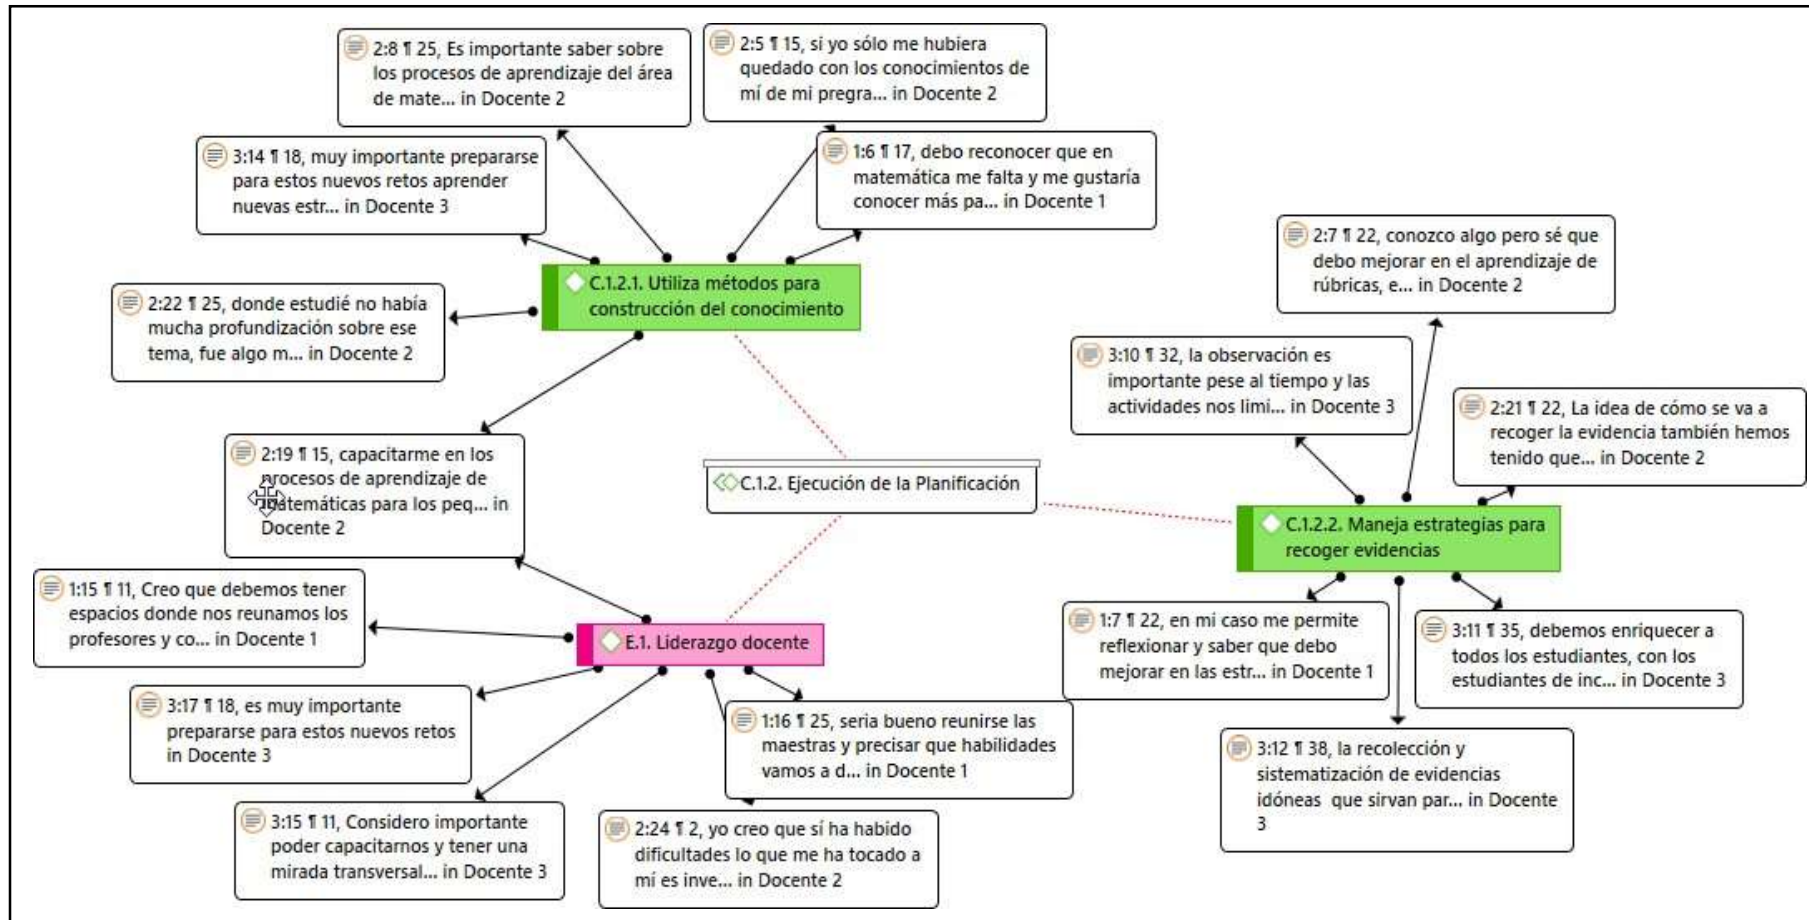 2:8 ¶ 25, Es importante saber sobre
los procesos de aprendizaje del área
de mate... in Docente 2
2:5 ¶ 15, si yo sólo me hubiera
quedado con los conocimientos de
mí de mi pregra... in Docente 2
3:14 ¶ 18, muy importante prepararse
para estos nuevos retos aprender
nuevas estr... in Docente 3
1:6 ¶ 17, debo reconocer que en
matemática me falta y me gustaría
conocer más pa... in Docente 1
C.1.2.1. Utiliza métodos para
construcción del conocimiento
2:22 ¶ 25, donde estudié no había
mucha profundización sobre ese
tema, fue algo m... in Docente 2
2:7 ¶ 22, conozco algo pero sé que
debo mejorar en el aprendizaje de
rúbricas, e... in Docente 2
3:10 ¶ 32, la observación es
importante pese al tiempo y las
actividades nos limi... in Docente 3
2:21 ¶ 22, La idea de cómo se va a
recoger la evidencia también hemos
tenido que... in Docente 2
2:19 ¶ 15, capacitarme en los
procesos de aprendizaje de
matemáticas para los peq... in
Docente 2
C.1.2. Ejecución de la Planificación
C.1.2.2. Maneja estrategias para
recoger evidencias
1:15 ¶ 11, Creo que debemos tener
espacios donde nos reunamos los
profesores y co... in Docente 1
E.1. Liderazgo docente
1:7 ¶ 22, en mi caso me permite
reflexionar y saber que debo
mejorar en las estr... in Docente 1
3:11 ¶ 35, debemos enriquecer a
todos los estudiantes, con los
estudiantes de inc... in Docente 3
3:17 ¶ 18, es muy importante
prepararse para estos nuevos retos
in Docente 3
1:16 ¶ 25, seria bueno reunirse las
maestras y precisar que habilidades
vamos a d... in Docente 1
3:12 ¶ 38, la recolección y
sistematización de evidencias
idóneas  que sirvan par... in Docente
3
3:15 ¶ 11, Considero importante
poder capacitarnos y tener una
mirada transversal... in Docente 3
2:24 ¶ 2, yo creo que sí ha habido
dificultades lo que me ha tocado a
mí es inve... in Docente 2